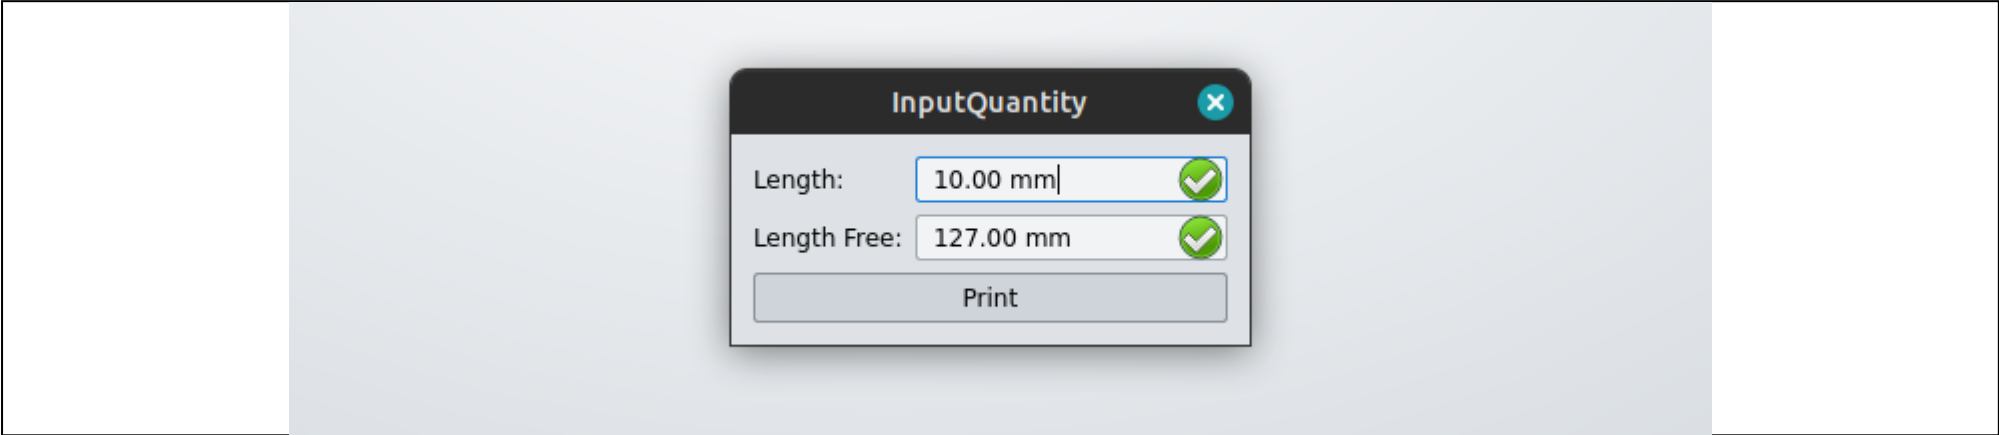 InputQuantity
Length: 10.00 mm
Length Free: 127.00 mm
Print